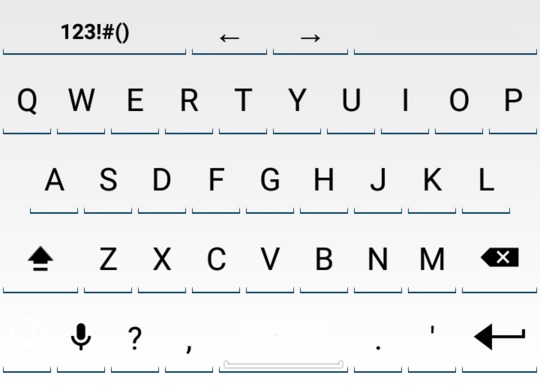 123!#() ← →
Q W E R T Y U I O P
A S D F G H J K L
Z X C V B N M
? , . '